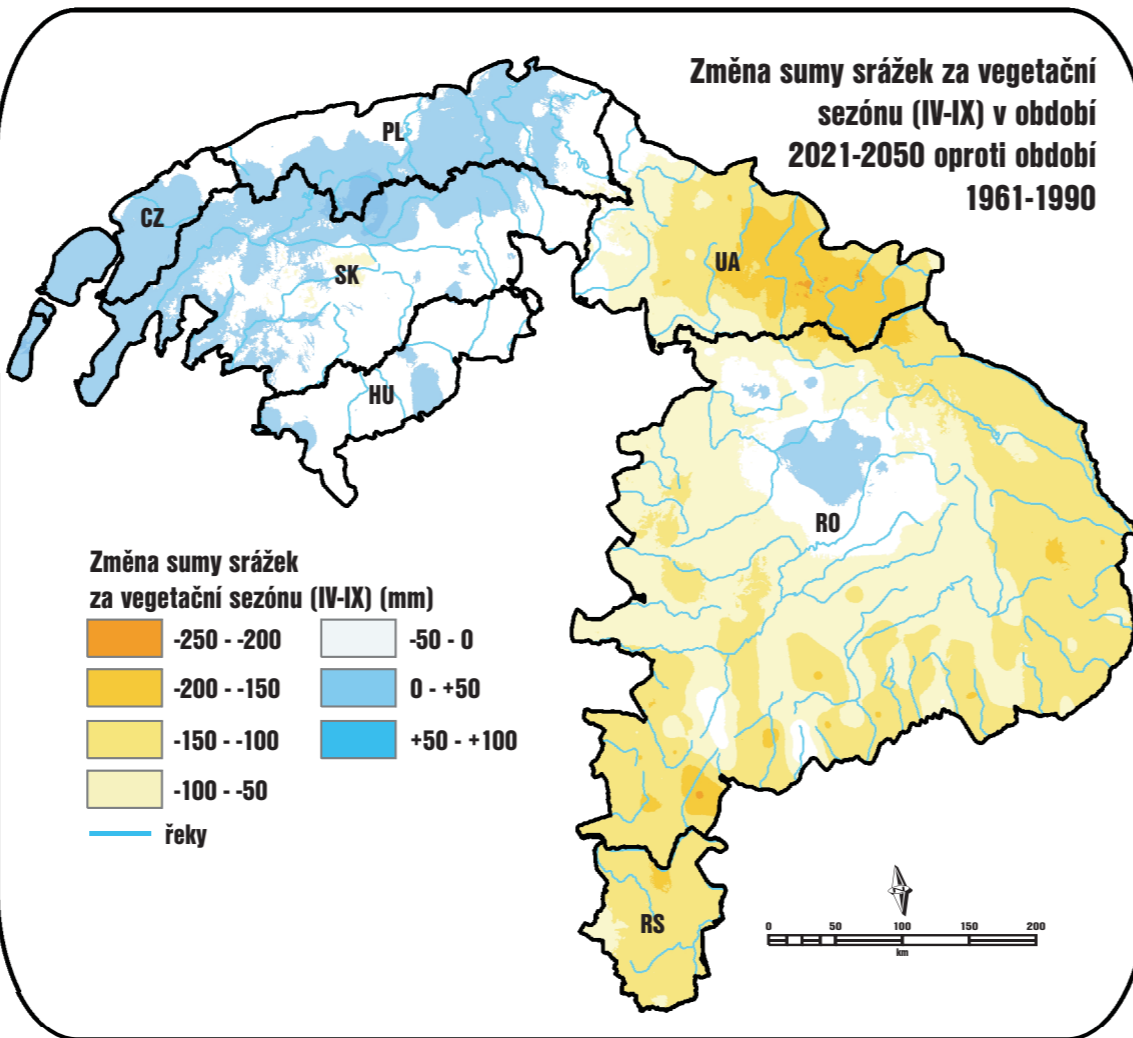 Změna sumy srážek za vegetační
sezónu (IV-IX) v období
2021-2050 oproti období
1961-1990
PL
CZ
SK
UA
HU
RO
RS
Změna sumy srážek
za vegetační sezónu (IV-IX) (mm)
-250 - -200
-200 - -150
-150 - -100
-100 - -50
řeky
-50 - 0
0 - +50
+50 - +100
N
0 50 100 150 200
km